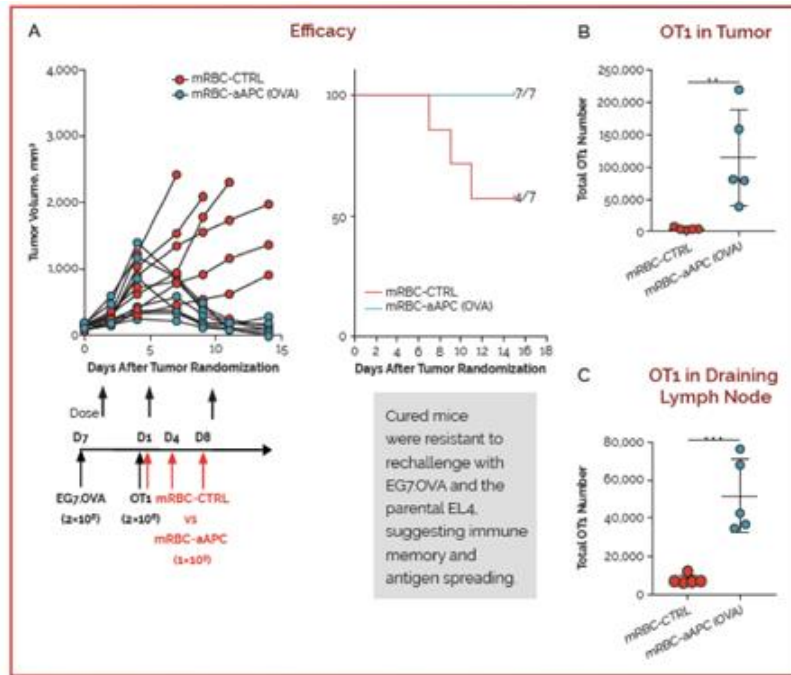 A
Efficacy
mRBC-CTRL
mRBC-aAPC (OVA)
Tumor Volume, mm³
4,000
3,000
2,000
1,000
0
0 5 10 15
Days After Tumor Randomization
100
50
0
7/7
4/7
mRBC-CTRL
mRBC-aAPC (OVA)
0 2 4 6 8 10 12 14 16 18
Days After Tumor Randomization
Dose
D7 D1 D4 D8
EG7.OVA
OT1
mRBC-CTRL
vs
mRBC-aAPC
Cured mice
were resistant to
rechallenge with
EG7.OVA and the
parental EL4,
suggesting immune
memory and
antigen spreading.
B
OT1 in Tumor
Total OT1 Number
250,000
200,000
150,000
100,000
50,000
0
**
mRBC-CTRL
mRBC-aAPC (OVA)
C
OT1 in Draining
Lymph Node
Total OT1 Number
80,000
60,000
40,000
20,000
0
***
mRBC-CTRL
mRBC-aAPC (OVA)